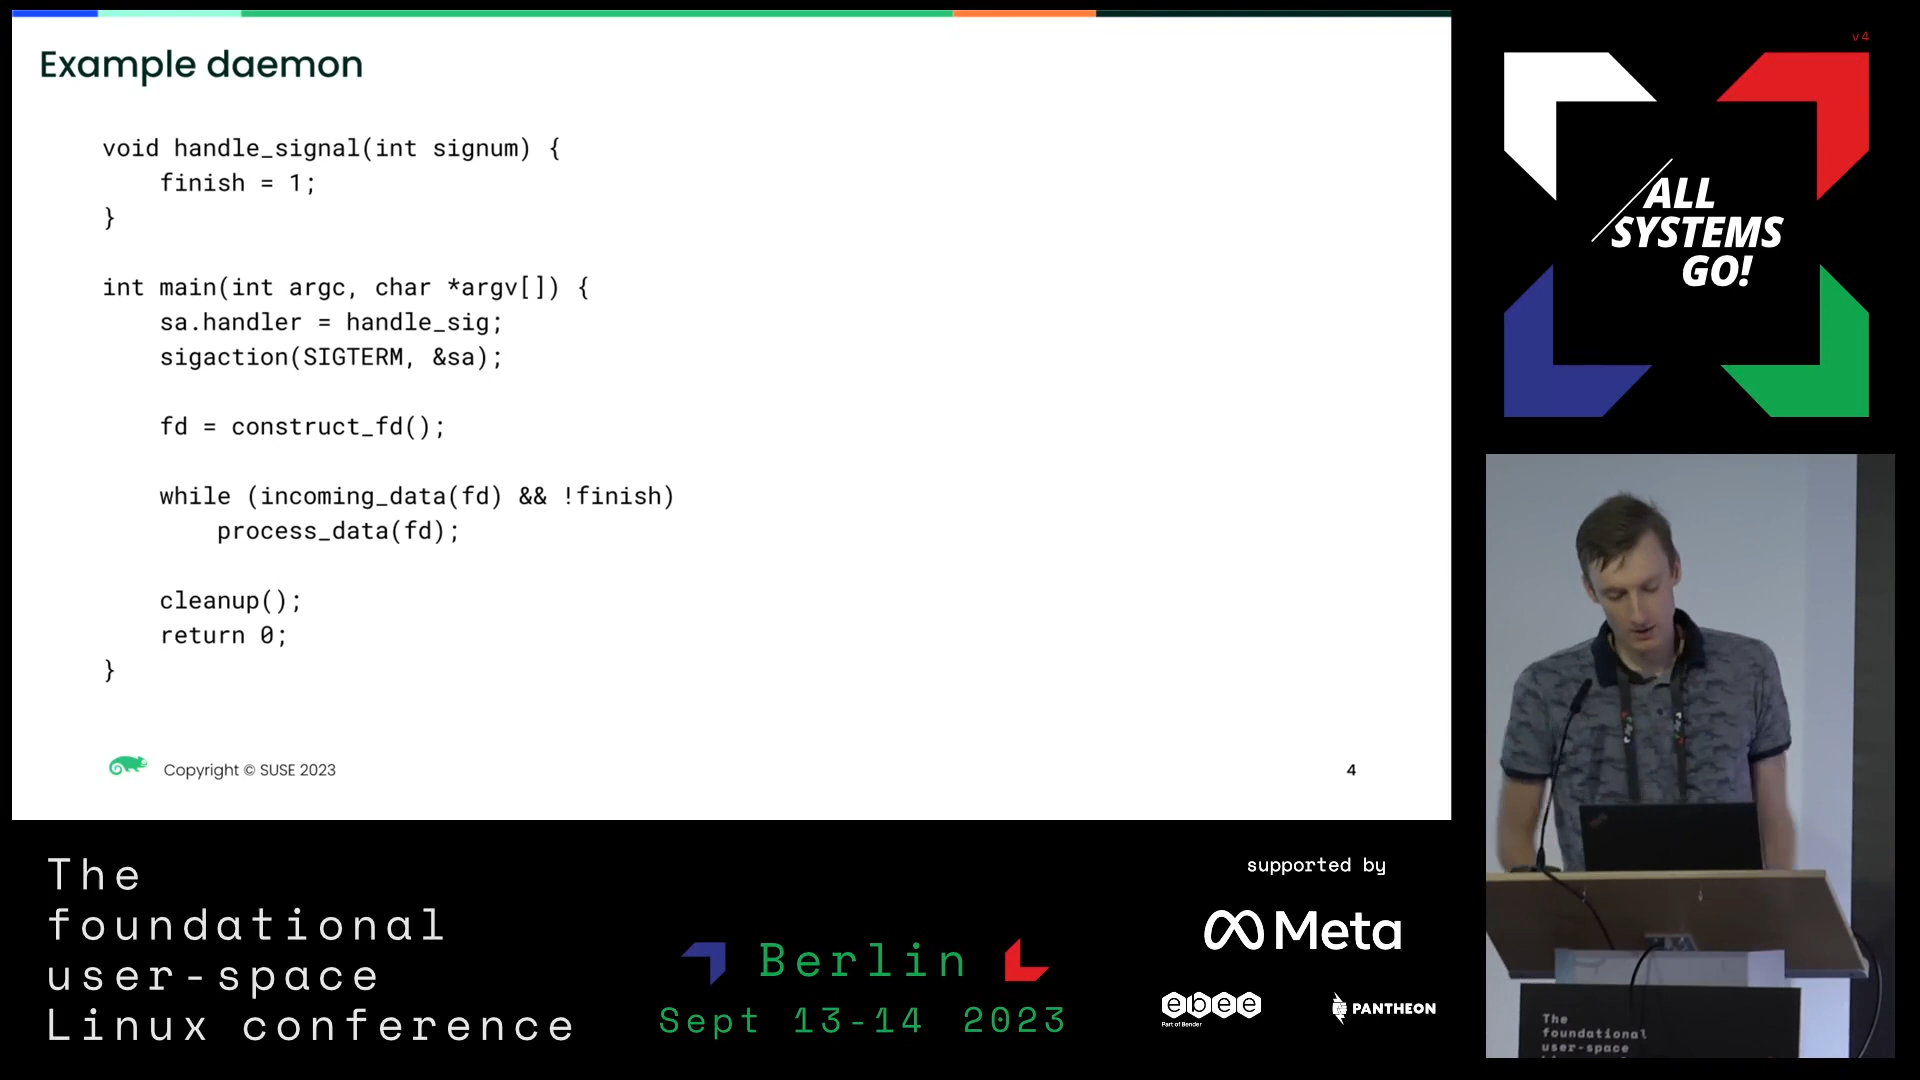 Example daemon
void handle_signal(int signum) {
    finish = 1;
}
int main(int argc, char *argv[]) {
    sa.handler = handle_sig;
    sigaction(SIGTERM, &sa);
    fd = construct_fd();
    while (incoming_data(fd) && !finish)
        process_data(fd);
    cleanup();
    return 0;
}
Copyright © SUSE 2023
4
v4
ALL
SYSTEMS
GO!
The
foundational
user-space
Linux conference
Berlin
Sept 13-14 2023
supported by
Meta
ebee
Part of Bender
PANTHEON
The
foundational
user-space